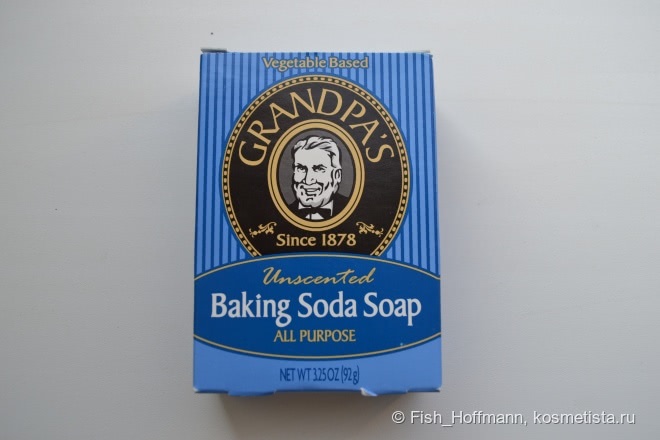 Vegetable Based
GRANDPA'S
Since 1878
Unscented
Baking Soda Soap
ALL PURPOSE
NET WT 3.25 OZ (92g)
© Fish_Hoffmann, kosmetista.ru